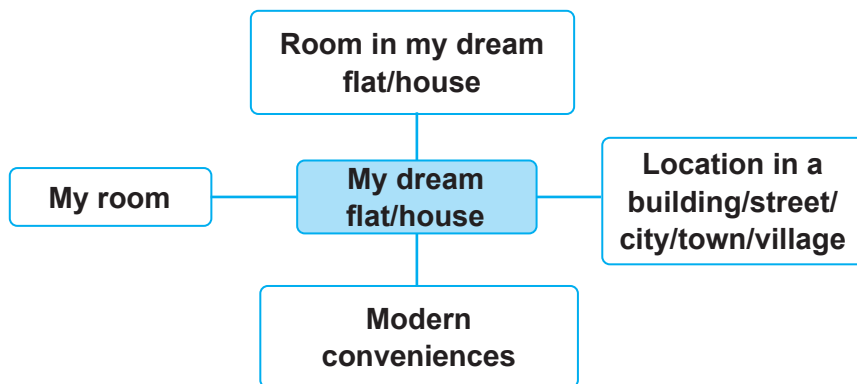 Room in my dream
flat/house
My room
My dream
flat/house
Location in a
building/street/
city/town/village
Modern
conveniences